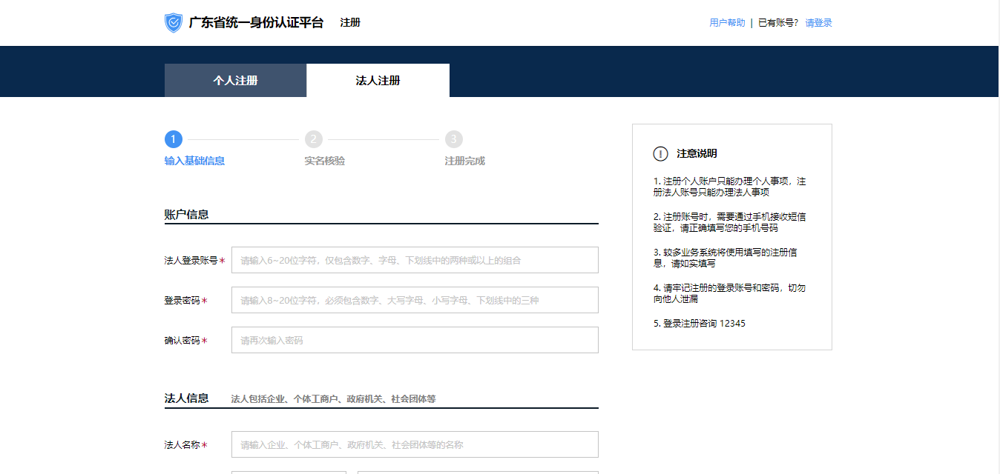 广东省统一身份认证平台 注册
用户帮助 | 已有账号? 请登录
个人注册 法人注册
1 2 3
输入基础信息 实名核验 注册完成
账户信息
法人登录账号* 请输入6~20位字符，仅包含数字、字母、下划线中的两种或以上的组合
登录密码* 请输入8~20位字符，必须包含数字、大写字母、小写字母、下划线中的三种
确认密码* 请再次输入密码
法人信息 法人包括企业、个体工商户、政府机关、社会团体等
法人名称* 请输入企业、个体工商户、政府机关、社会团体等的名称
注意说明
1. 注册个人账户只能办理个人事项，注
册法人账号只能办理法人事项
2. 注册账号时，需要通过手机接收短信
验证，请正确填写您的手机号码
3. 较多业务系统将使用填写的注册信
息，请如实填写
4. 请牢记注册的登录账号和密码，切勿
向他人泄漏
5. 登录注册咨询 12345